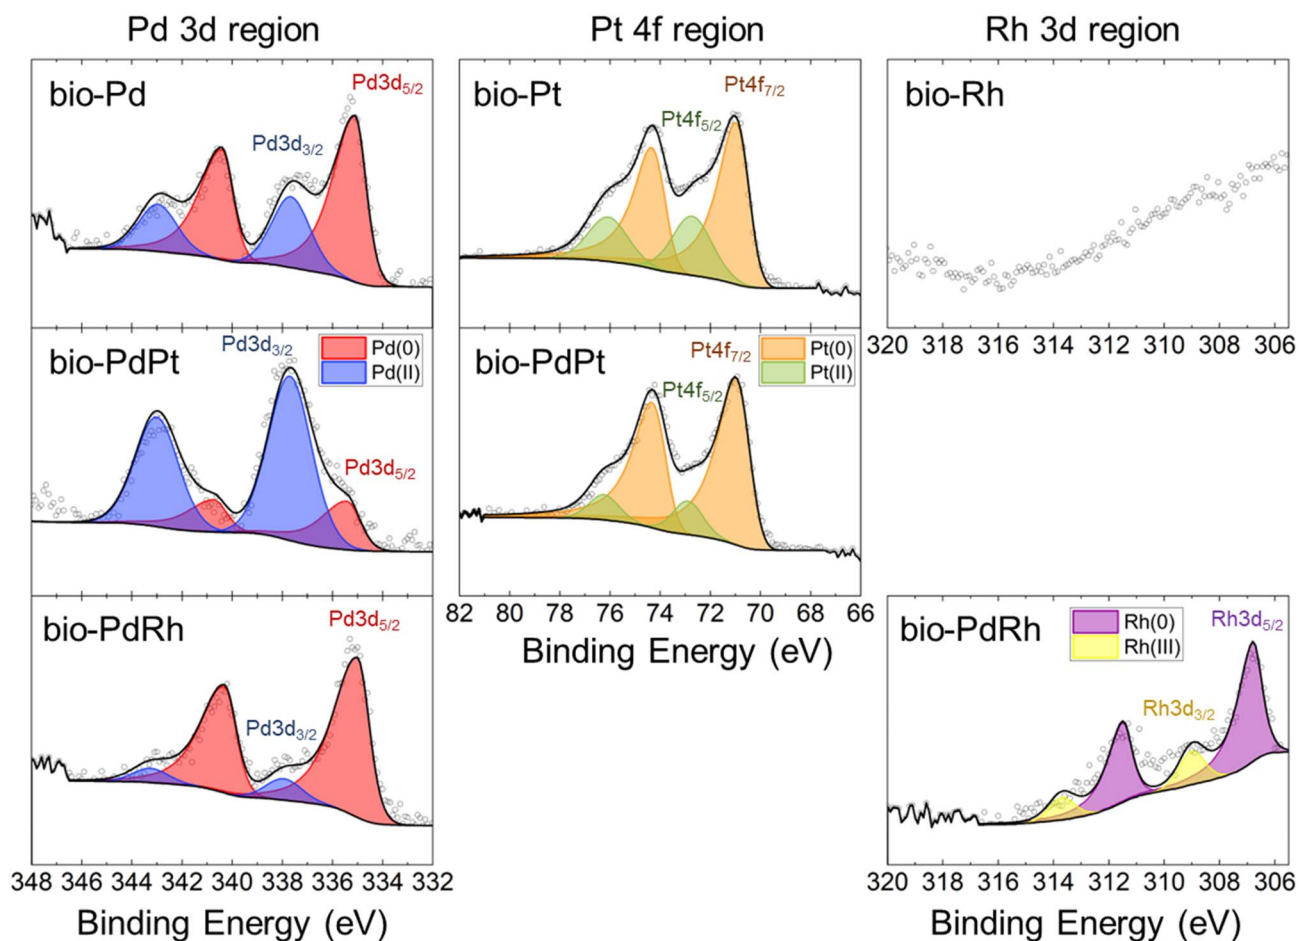 Pd 3d region
Pt 4f region
Rh 3d region
bio-Pd
Pd3d5/2
Pd3d3/2
bio-Pt
Pt4f7/2
Pt4f5/2
bio-Rh
320 318 316 314 312 310 308 306
bio-PdPt
Pd3d3/2
Pd(0)
Pd(II)
Pd3d5/2
bio-PdPt
Pt4f7/2
Pt(0)
Pt(II)
Pt4f5/2
82 80 78 76 74 72 70 68 66
Binding Energy (eV)
bio-PdRh
Pd3d5/2
Pd3d3/2
348 346 344 342 340 338 336 334 332
Binding Energy (eV)
bio-PdRh
Rh(0)
Rh(III)
Rh3d5/2
Rh3d3/2
320 318 316 314 312 310 308 306
Binding Energy (eV)